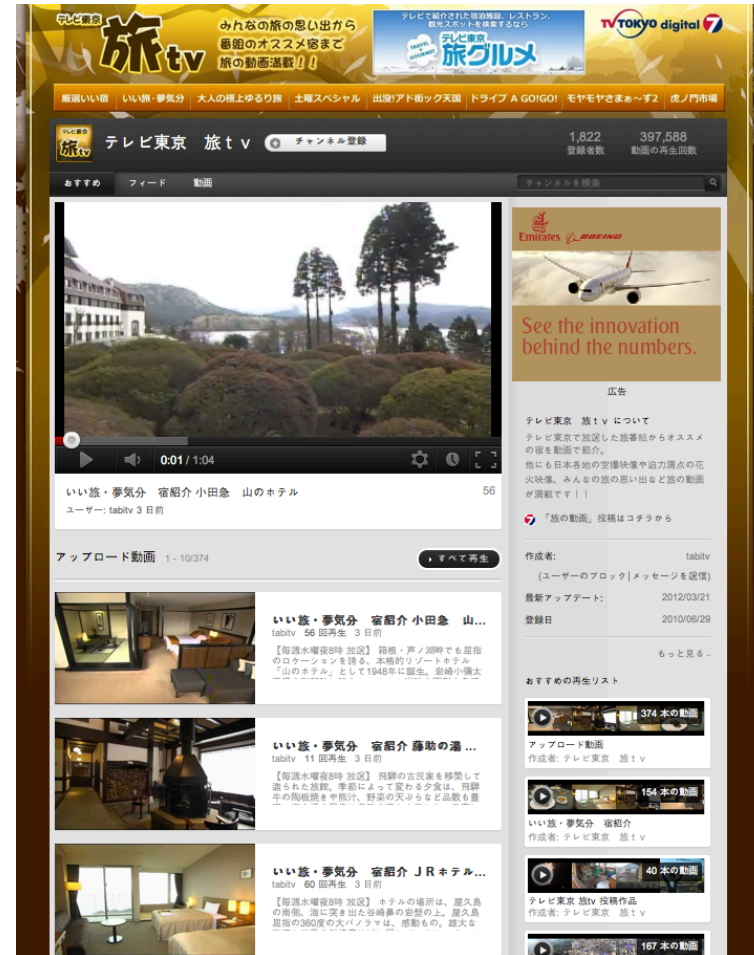 テレビ東京
旅tv
みんなの旅の思い出から
番組のオススメ宿まで
旅の動画満載!!
テレビで紹介された宿泊施設、レストラン、
観光スポットを検索するなら
TRAVEL GOURMET
テレビ東京
旅グルメ
TV TOKYO digital 7
厳選いい宿 いい旅・夢気分 大人の極上ゆるり旅 土曜スペシャル 出没!アド街ック天国 ドライブ A GO!GO! モヤモヤさまぁ~ず2 虎ノ門市場
テレビ東京
旅tv
テレビ東京 旅tv
チャンネル登録
1,822
登録者数
397,588
動画の再生回数
おすすめ フィード 動画
チャンネルを検索
0:01 / 1:04
いい旅・夢気分 宿紹介 小田急 山のホテル
56
ユーザー: tabitv 3 日前
アップロード動画 1 - 10/374
すべて再生
いい旅・夢気分 宿紹介 小田急 山...
tabitv 56 回再生 3 日前
【毎週水曜夜8時 放送】 箱根・芦ノ湖畔でも屈指
のロケーションを誇る、本格的リゾートホテル
「山のホテル」として1948年に誕生。岩崎小彌太
いい旅・夢気分 宿紹介 藤助の湯 ...
tabitv 11 回再生 3 日前
【毎週水曜夜8時 放送】 飛騨の古民家を移築して
造られた旅館。季節によって変わる夕食は、飛騨
牛の陶板焼きや煎汁、野菜の天ぷらなど品数も豊
いい旅・夢気分 宿紹介 JRホテル...
tabitv 60 回再生 3 日前
【毎週水曜夜8時 放送】 ホテルの場所は、屋久島
の南側、海に突き出た谷崎鼻の岩盤の上。屋久島
屈指の360度の大パノラマは、感動もの。雄大な
Emirates BOEING
See the innovation
behind the numbers.
広告
テレビ東京 旅tv について
テレビ東京で放送した旅番組からオススメ
の宿を動画で紹介。
他にも日本各地の空撮映像や迫力満点の花
火映像、みんなの旅の思い出など旅の動画
が満載です||
「旅の動画」投稿はコチラから
作成者: tabitv
(ユーザーのブロック|メッセージを送信)
最新アップデート: 2012/03/21
登録日 2010/06/29
もっと見る
おすすめの再生リスト
374 本の動画
アップロード動画
作成者: テレビ東京 旅tv
154 本の動画
いい旅・夢気分 宿紹介
作成者: テレビ東京 旅tv
40 本の動画
テレビ東京 旅tv 投稿作品
作成者: テレビ東京 旅tv
167 本の動画